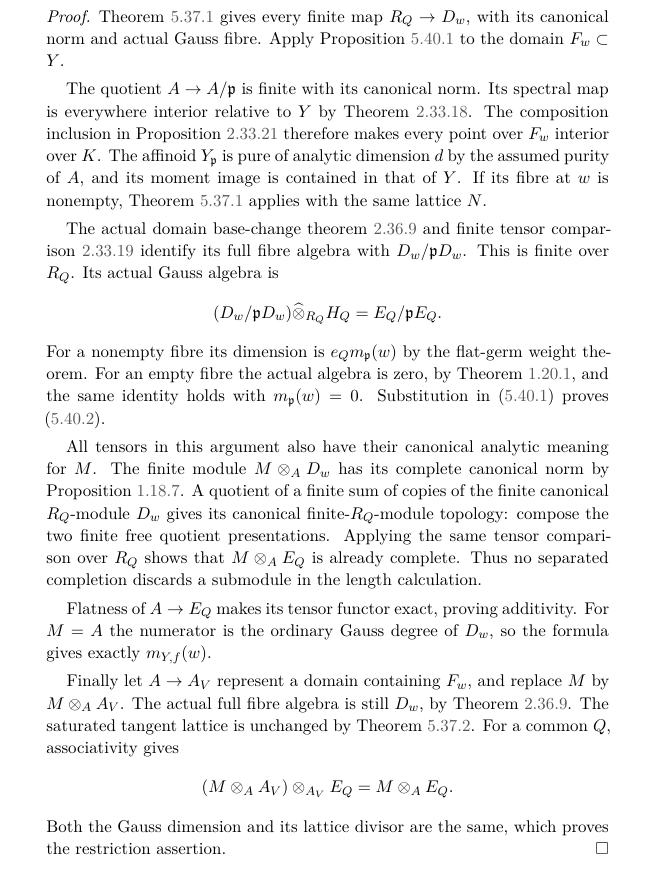 Proof. Theorem 5.37.1 gives every finite map R_Q → D_w, with its canonical
norm and actual Gauss fibre. Apply Proposition 5.40.1 to the domain F_w ⊂
Y.
The quotient A → A/𝔭 is finite with its canonical norm. Its spectral map
is everywhere interior relative to Y by Theorem 2.33.18. The composition
inclusion in Proposition 2.33.21 therefore makes every point over F_w interior
over K. The affinoid Y_𝔭 is pure of analytic dimension d by the assumed purity
of A, and its moment image is contained in that of Y. If its fibre at w is
nonempty, Theorem 5.37.1 applies with the same lattice N.
The actual domain base-change theorem 2.36.9 and finite tensor compar-
ison 2.33.19 identify its full fibre algebra with D_w/𝔭D_w. This is finite over
R_Q. Its actual Gauss algebra is
(D_w/𝔭D_w)⊗̂_{R_Q} H_Q = E_Q/𝔭E_Q.
For a nonempty fibre its dimension is e_Q m_𝔭(w) by the flat-germ weight the-
orem. For an empty fibre the actual algebra is zero, by Theorem 1.20.1, and
the same identity holds with m_𝔭(w) = 0. Substitution in (5.40.1) proves
(5.40.2).
All tensors in this argument also have their canonical analytic meaning
for M. The finite module M ⊗_A D_w has its complete canonical norm by
Proposition 1.18.7. A quotient of a finite sum of copies of the finite canonical
R_Q-module D_w gives its canonical finite-R_Q-module topology: compose the
two finite free quotient presentations. Applying the same tensor compari-
son over R_Q shows that M ⊗_A E_Q is already complete. Thus no separated
completion discards a submodule in the length calculation.
Flatness of A → E_Q makes its tensor functor exact, proving additivity. For
M = A the numerator is the ordinary Gauss degree of D_w, so the formula
gives exactly m_{Y,f}(w).
Finally let A → A_V represent a domain containing F_w, and replace M by
M ⊗_A A_V. The actual full fibre algebra is still D_w, by Theorem 2.36.9. The
saturated tangent lattice is unchanged by Theorem 5.37.2. For a common Q,
associativity gives
(M ⊗_A A_V) ⊗_{A_V} E_Q = M ⊗_A E_Q.
Both the Gauss dimension and its lattice divisor are the same, which proves
the restriction assertion. □